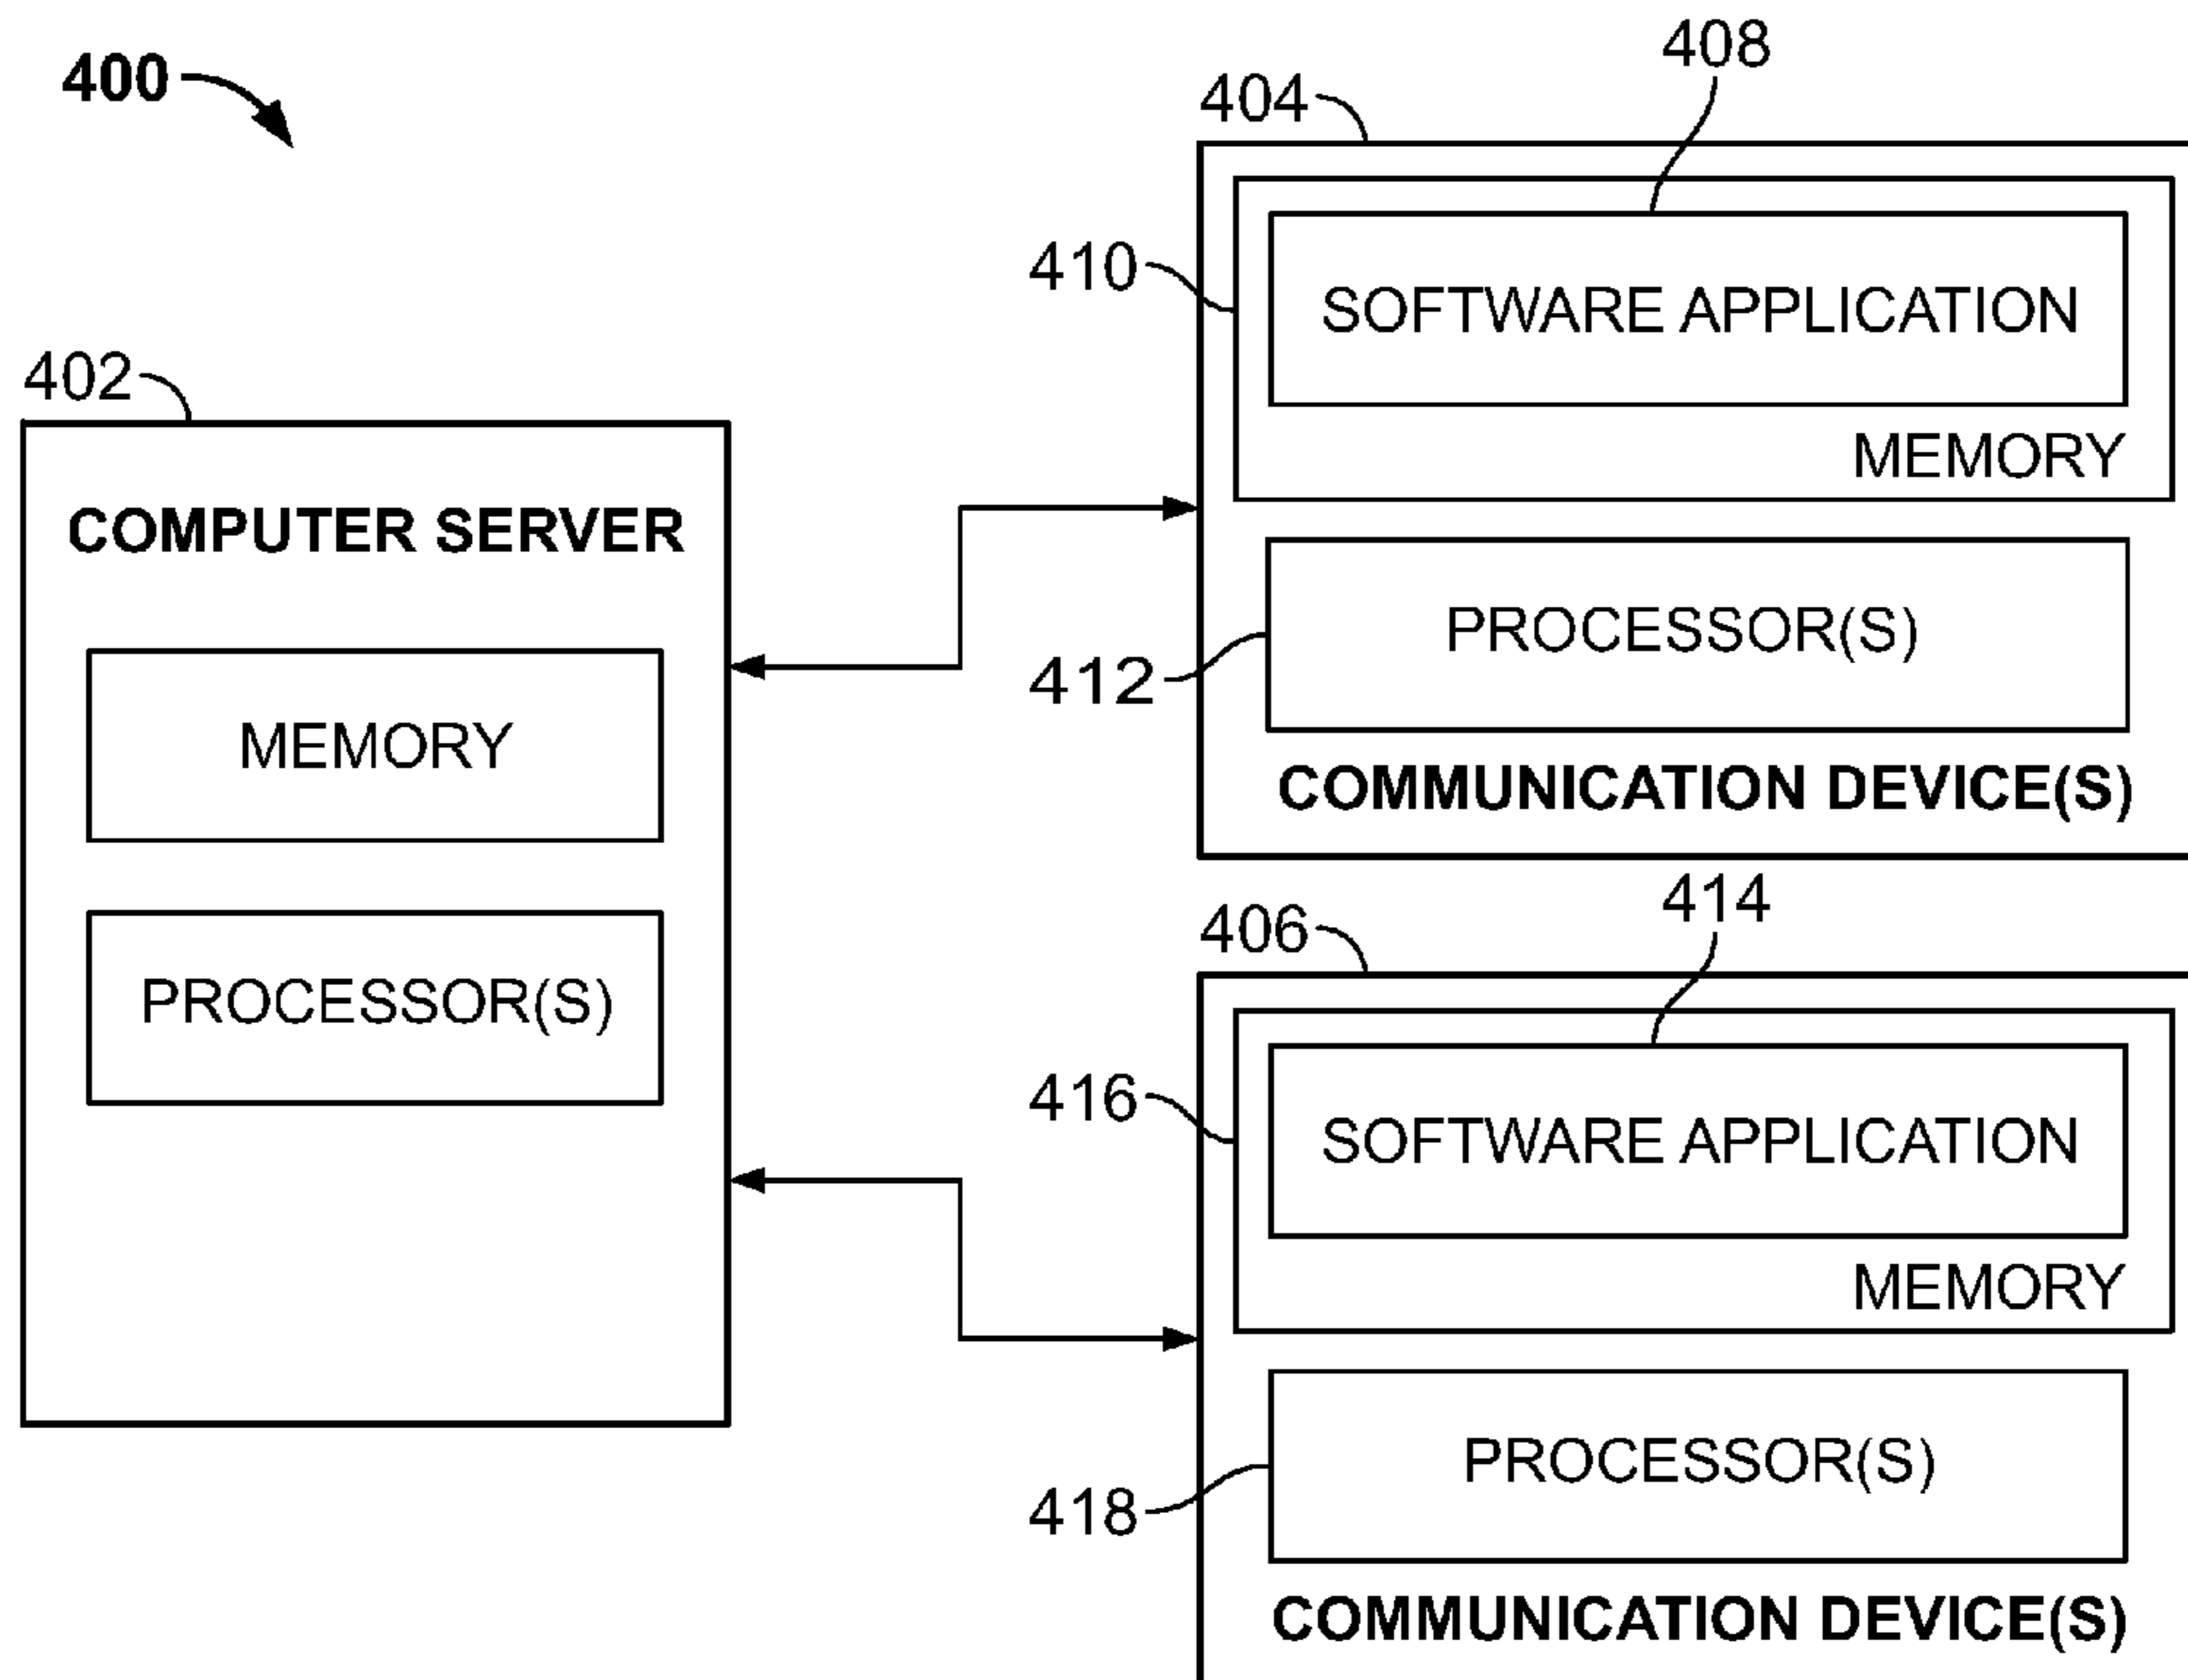 400
402
COMPUTER SERVER
MEMORY
PROCESSOR(S)
404
408
410
SOFTWARE APPLICATION
MEMORY
412
PROCESSOR(S)
COMMUNICATION DEVICE(S)
406
414
416
SOFTWARE APPLICATION
MEMORY
418
PROCESSOR(S)
COMMUNICATION DEVICE(S)